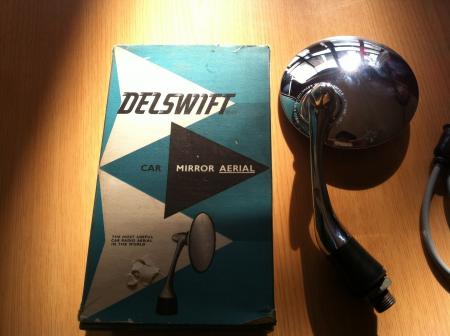 DELSWIFT
CAR MIRROR AERIAL
THE MOST USEFUL
CAR RADIO AERIAL
IN THE WORLD